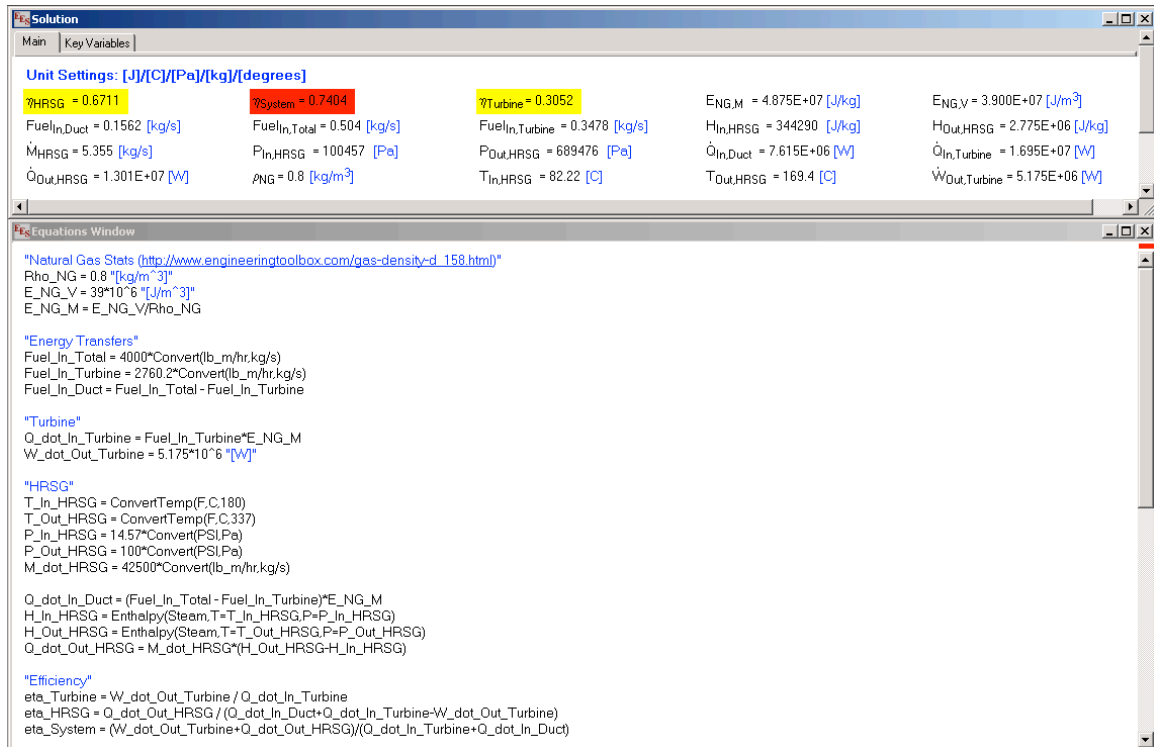 EES Solution
Main Key Variables
Unit Settings: [J]/[C]/[Pa]/[kg]/[degrees]
ηHRSG = 0.6711 ηSystem = 0.7404 ηTurbine = 0.3052 ENG,M = 4.875E+07 [J/kg] ENG,V = 3.900E+07 [J/m³]
FuelIn,Duct = 0.1562 [kg/s] FuelIn,Total = 0.504 [kg/s] FuelIn,Turbine = 0.3478 [kg/s] HIn,HRSG = 344290 [J/kg] HOut,HRSG = 2.775E+06 [J/kg]
ṀHRSG = 5.355 [kg/s] PIn,HRSG = 100457 [Pa] POut,HRSG = 689476 [Pa] Q̇In,Duct = 7.615E+06 [W] Q̇In,Turbine = 1.695E+07 [W]
Q̇Out,HRSG = 1.301E+07 [W] ρNG = 0.8 [kg/m³] TIn,HRSG = 82.22 [C] TOut,HRSG = 169.4 [C] ẆOut,Turbine = 5.175E+06 [W]
EES Equations Window
"Natural Gas Stats (http://www.engineeringtoolbox.com/gas-density-d_158.html)"
Rho_NG = 0.8 "[kg/m^3]"
E_NG_V = 39*10^6 "[J/m^3]"
E_NG_M = E_NG_V/Rho_NG
"Energy Transfers"
Fuel_In_Total = 4000*Convert(lb_m/hr,kg/s)
Fuel_In_Turbine = 2760.2*Convert(lb_m/hr,kg/s)
Fuel_In_Duct = Fuel_In_Total - Fuel_In_Turbine
"Turbine"
Q_dot_In_Turbine = Fuel_In_Turbine*E_NG_M
W_dot_Out_Turbine = 5.175*10^6 "[W]"
"HRSG"
T_In_HRSG = ConvertTemp(F,C,180)
T_Out_HRSG = ConvertTemp(F,C,337)
P_In_HRSG = 14.57*Convert(PSI,Pa)
P_Out_HRSG = 100*Convert(PSI,Pa)
M_dot_HRSG = 42500*Convert(lb_m/hr,kg/s)
Q_dot_In_Duct = (Fuel_In_Total - Fuel_In_Turbine)*E_NG_M
H_In_HRSG = Enthalpy(Steam,T=T_In_HRSG,P=P_In_HRSG)
H_Out_HRSG = Enthalpy(Steam,T=T_Out_HRSG,P=P_Out_HRSG)
Q_dot_Out_HRSG = M_dot_HRSG*(H_Out_HRSG-H_In_HRSG)
"Efficiency"
eta_Turbine = W_dot_Out_Turbine / Q_dot_In_Turbine
eta_HRSG = Q_dot_Out_HRSG / (Q_dot_In_Duct+Q_dot_In_Turbine-W_dot_Out_Turbine)
eta_System = (W_dot_Out_Turbine+Q_dot_Out_HRSG)/(Q_dot_In_Turbine+Q_dot_In_Duct)